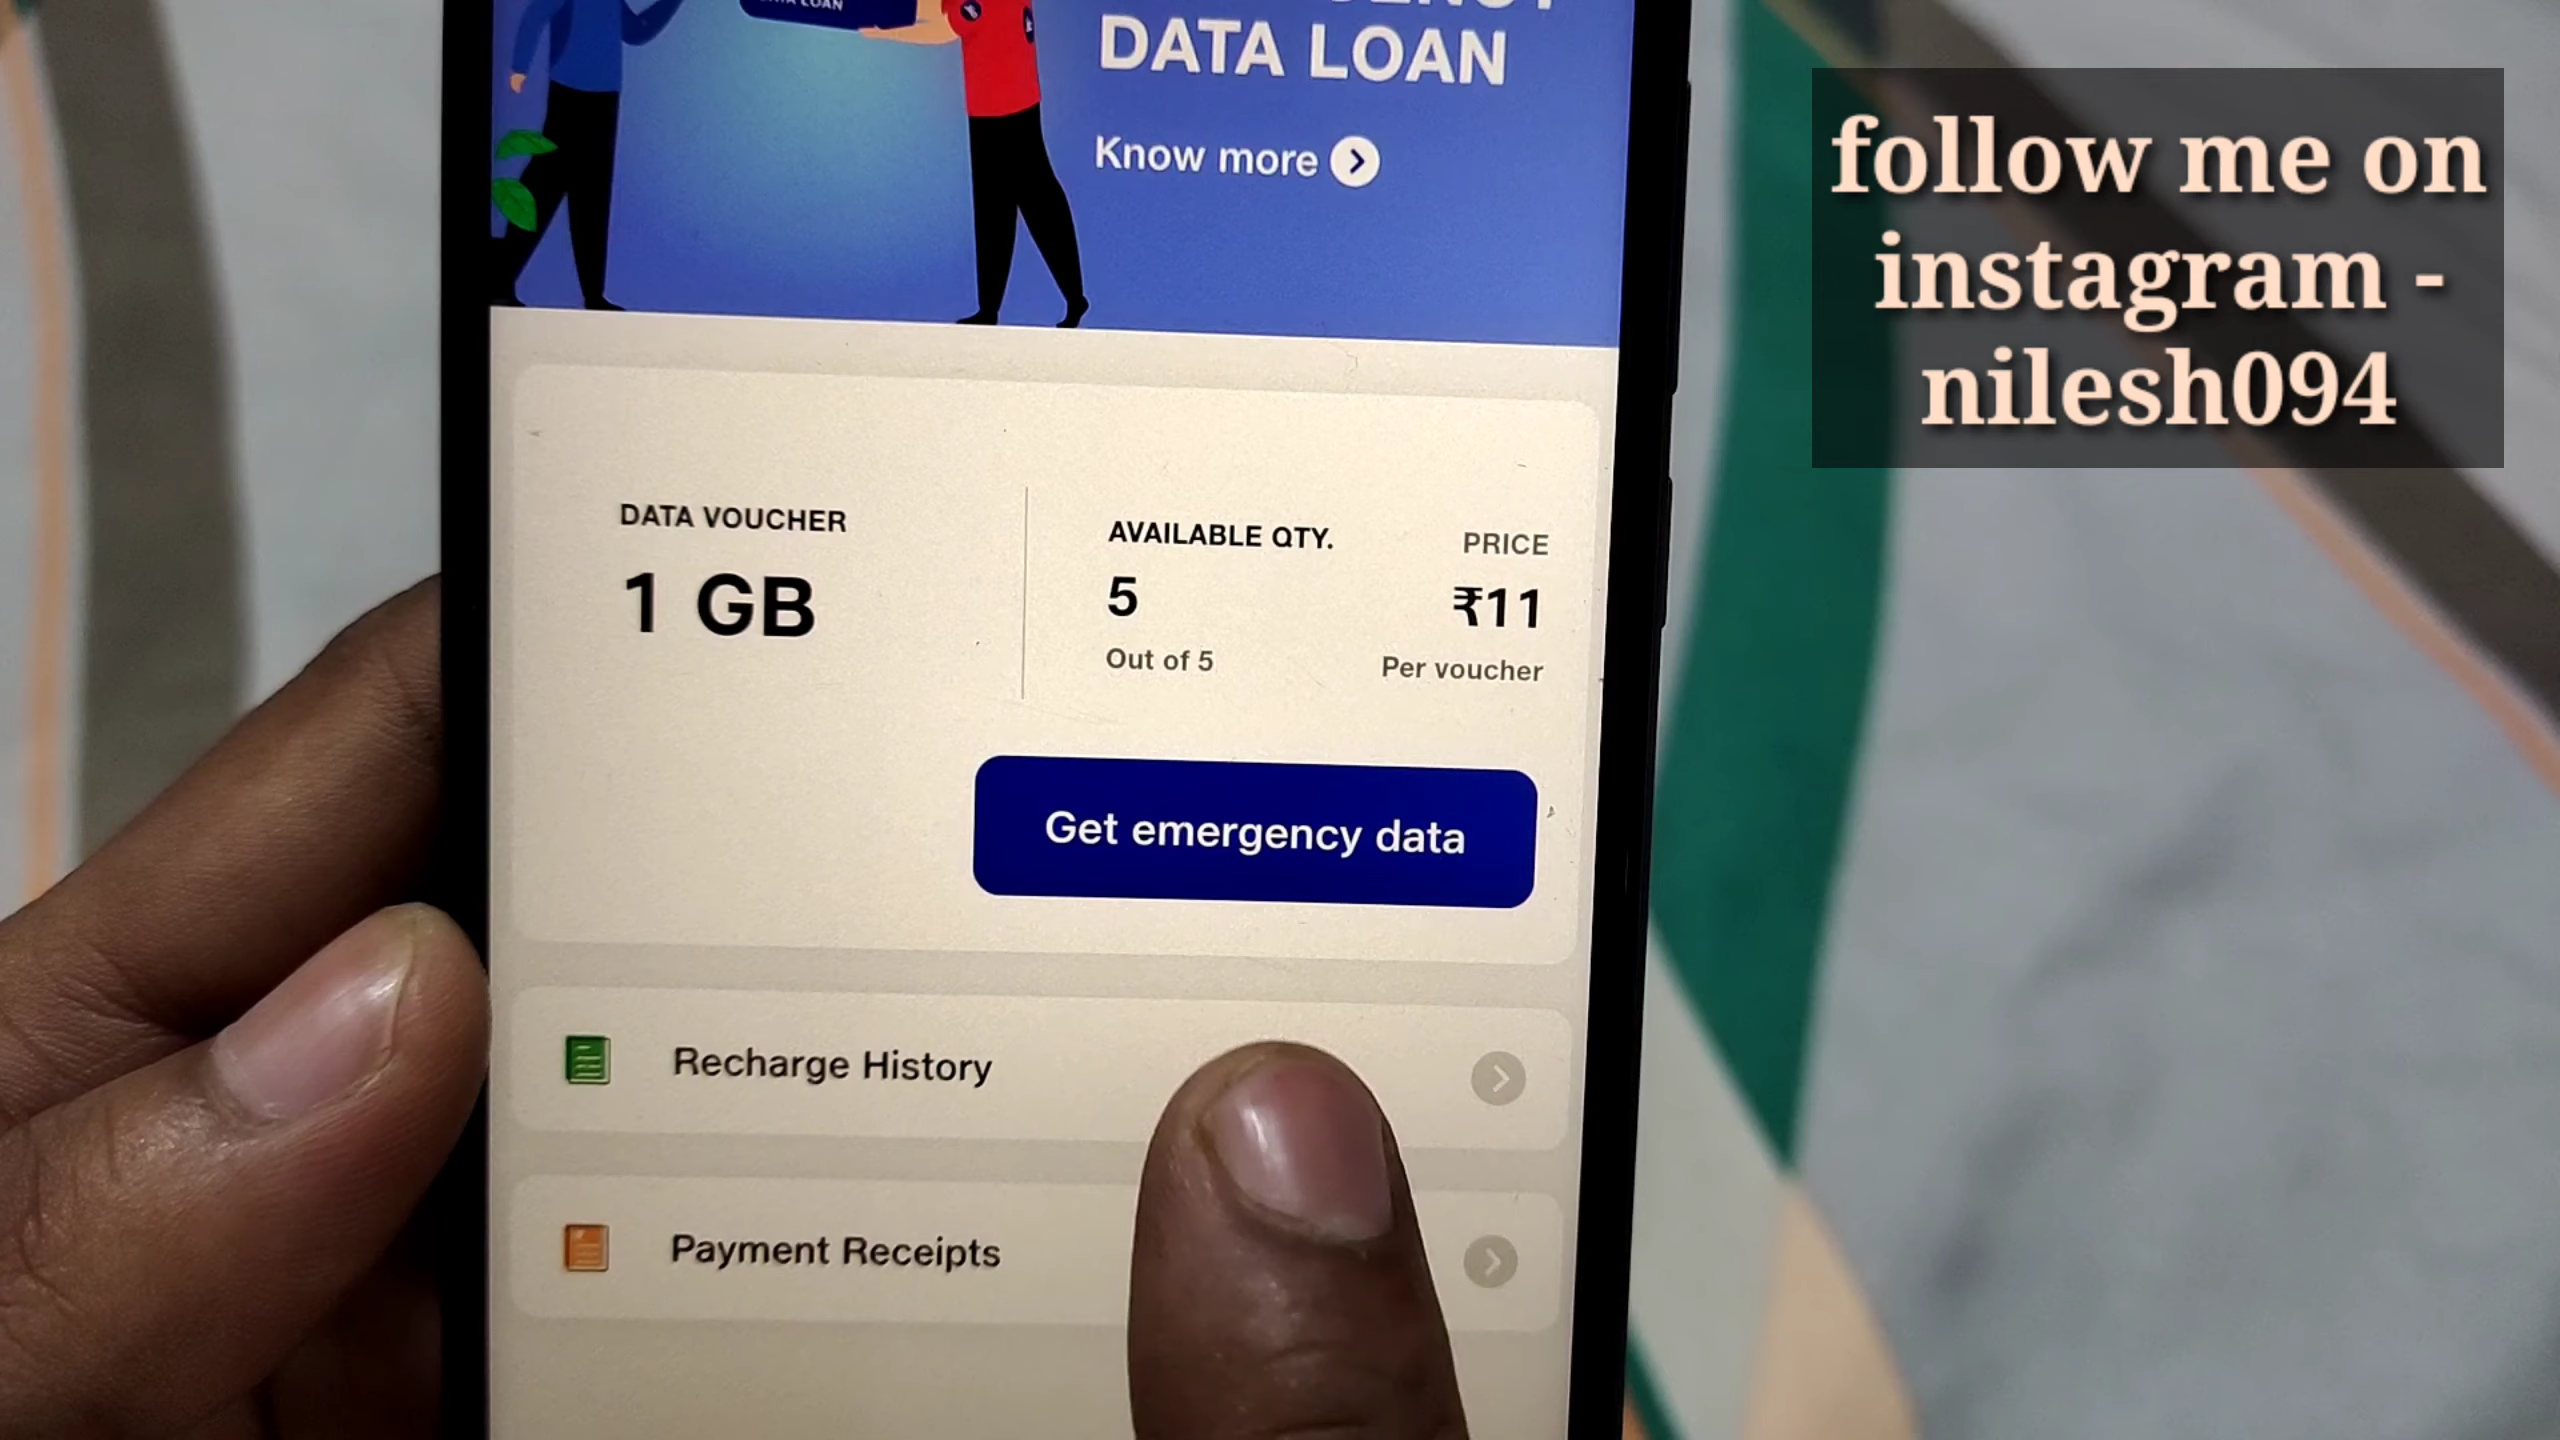 DATA LOAN
Know more
follow me on
instagram -
nilesh094
DATA VOUCHER
1 GB
AVAILABLE QTY.
5
Out of 5
PRICE
₹11
Per voucher
Get emergency data
Recharge History
Payment Receipts